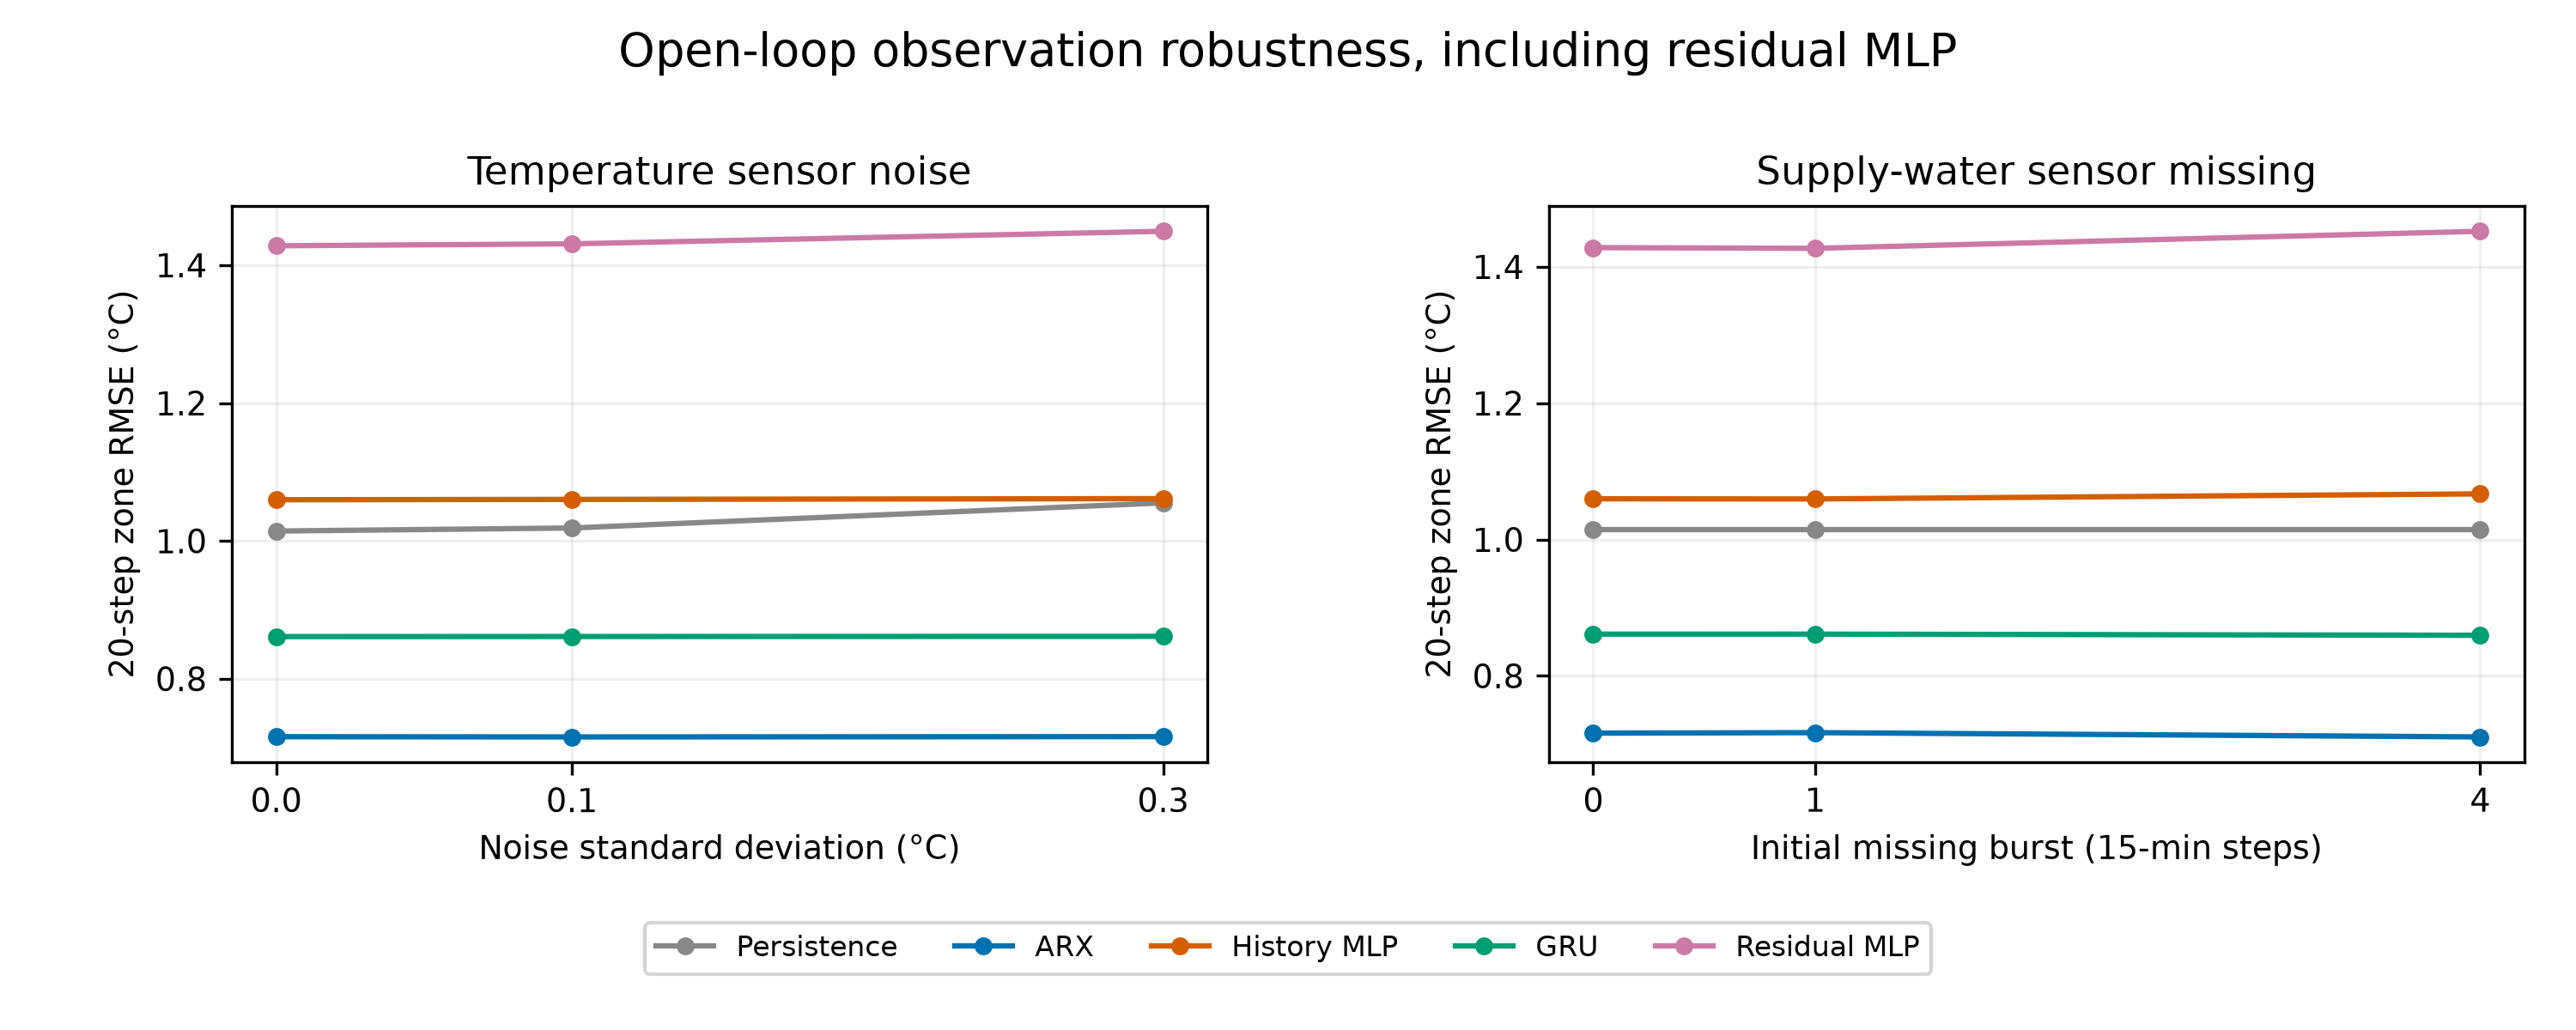 Open-loop observation robustness, including residual MLP
Temperature sensor noise
20-step zone RMSE (°C)
1.4
1.2
1.0
0.8
0.0 0.1 0.3
Noise standard deviation (°C)
Supply-water sensor missing
20-step zone RMSE (°C)
1.4
1.2
1.0
0.8
0 1 4
Initial missing burst (15-min steps)
Persistence ARX History MLP GRU Residual MLP